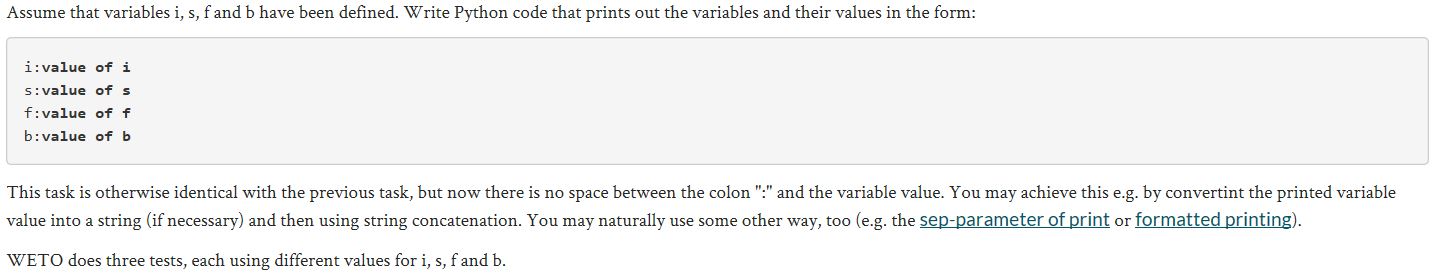 Assume that variables i, s, f and b have been defined. Write Python code that prints out the variables and their values in the form:
i:value of i
s:value of s
f:value of f
b:value of b
This task is otherwise identical with the previous task, but now there is no space between the colon ":" and the variable value. You may achieve this e.g. by convertint the printed variable
value into a string (if necessary) and then using string concatenation. You may naturally use some other way, too (e.g. the sep-parameter of print or formatted printing).
WETO does three tests, each using different values for i, s, f and b.